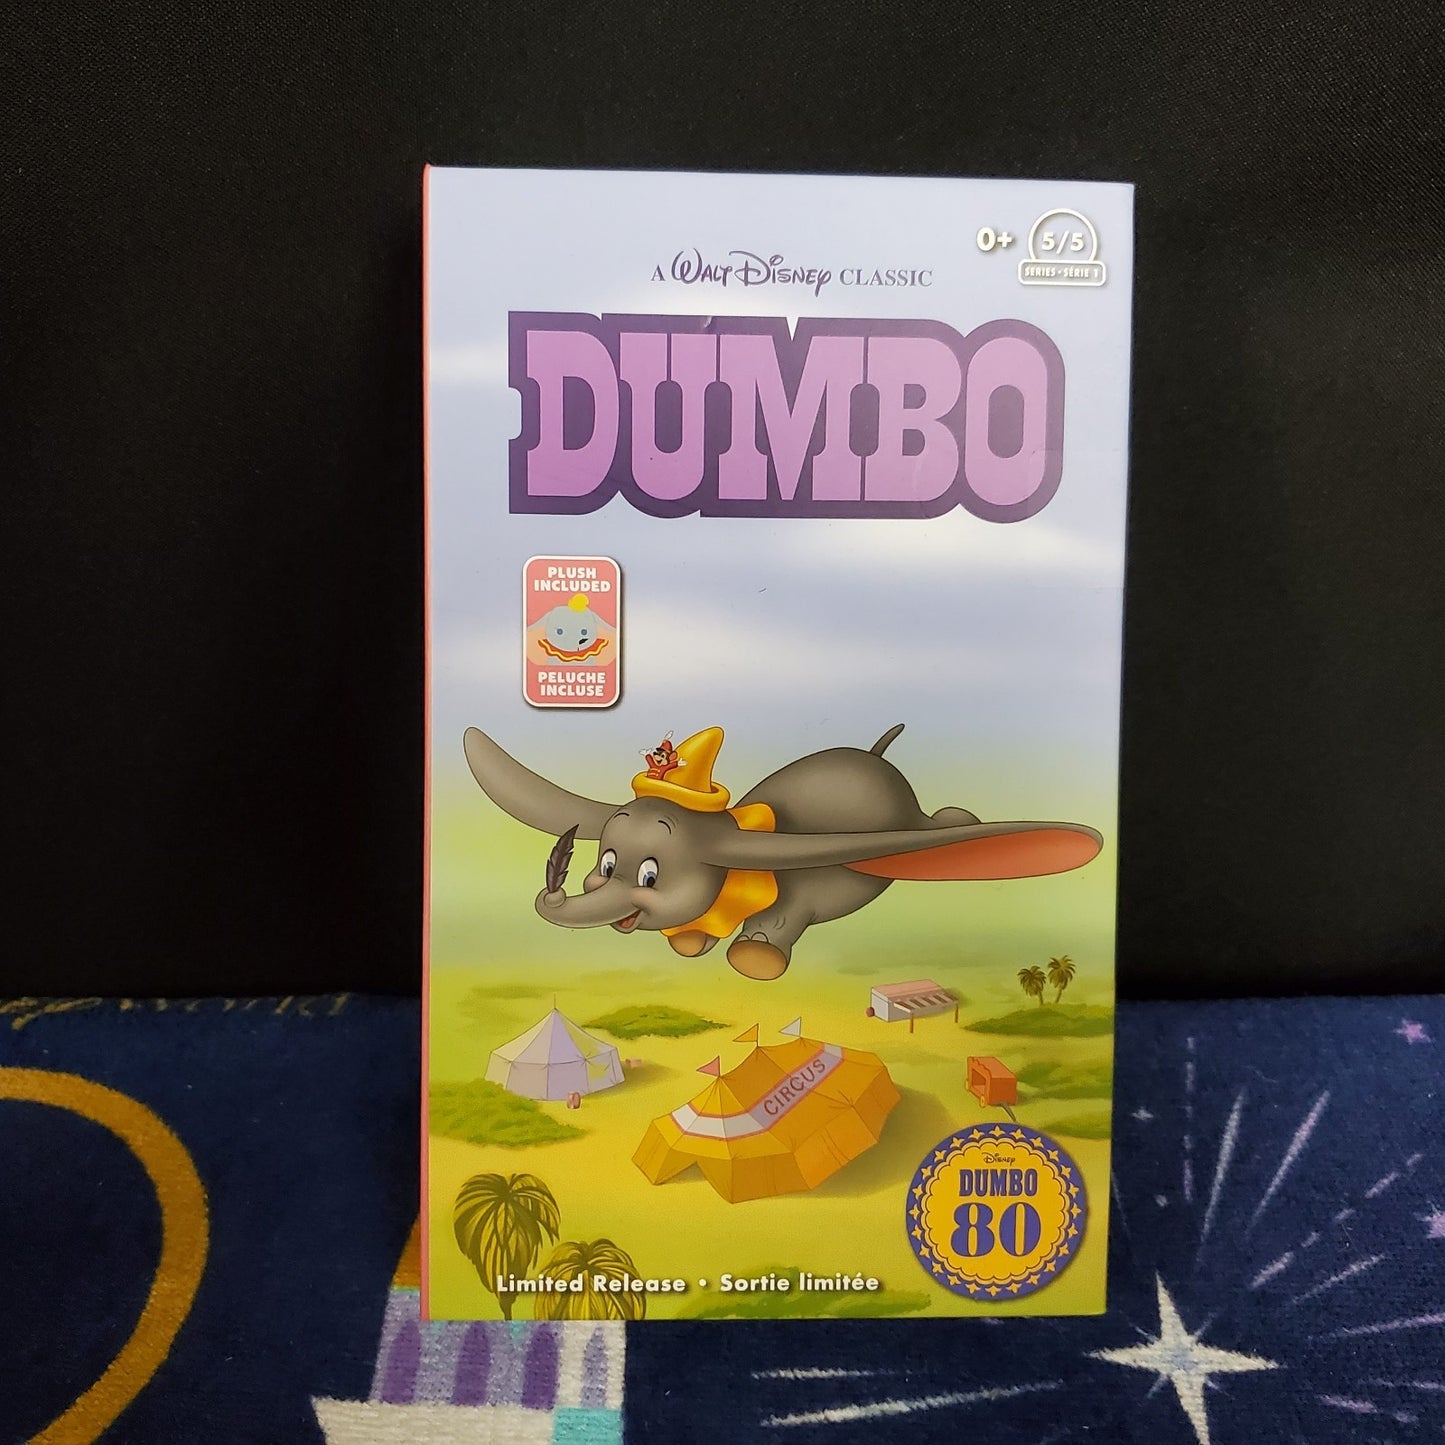 0+
5/5
SERIES • SÉRIE 1
A WALT DISNEY CLASSIC
DUMBO
PLUSH
INCLUDED
PELUCHE
INCLUSE
CIRCUS
Disney
DUMBO
80
Limited Release • Sortie limitée